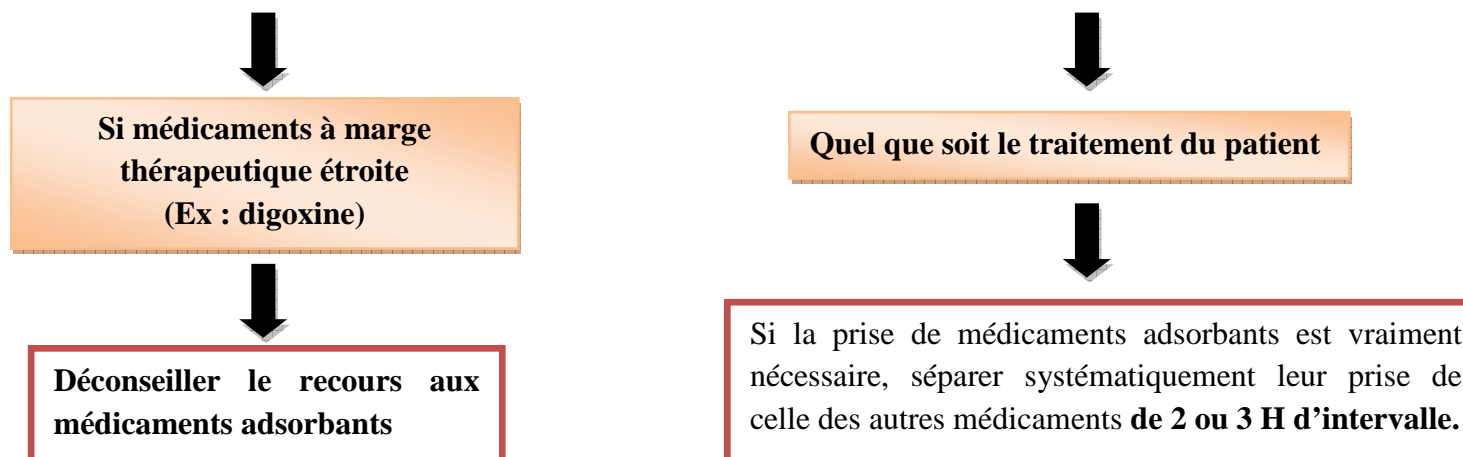 Si médicaments à marge
thérapeutique étroite
(Ex : digoxine)
Déconseiller le recours aux
médicaments adsorbants
Quel que soit le traitement du patient
Si la prise de médicaments adsorbants est vraiment
nécessaire, séparer systématiquement leur prise de
celle des autres médicaments de 2 ou 3 H d’intervalle.